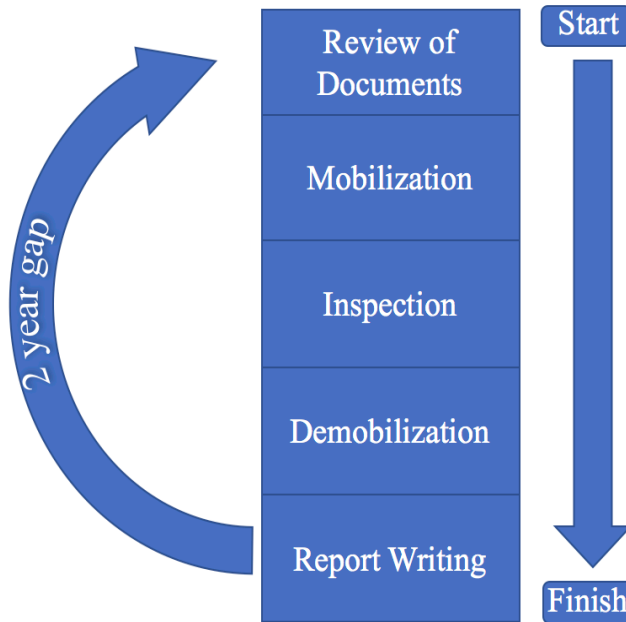 Start
Review of
Documents
Mobilization
Inspection
2 year gap
Demobilization
Report Writing
Finish